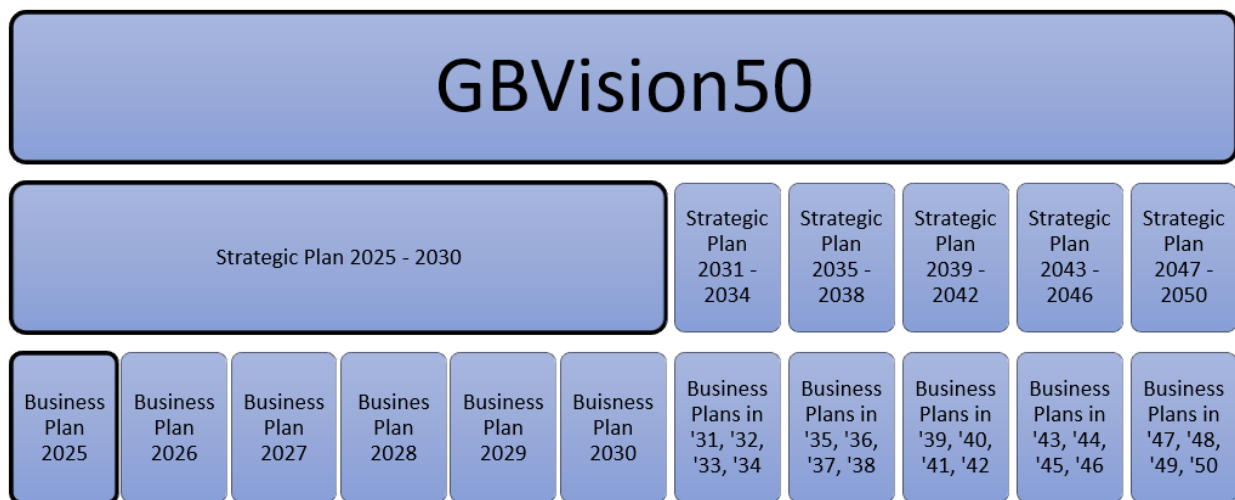 GBVision50
Strategic Plan 2025 - 2030
Strategic
Plan
2031 -
2034
Strategic
Plan
2035 -
2038
Strategic
Plan
2039 -
2042
Strategic
Plan
2043 -
2046
Strategic
Plan
2047 -
2050
Business
Plan
2025
Business
Plan
2026
Business
Plan
2027
Busines
Plan
2028
Business
Plan
2029
Buisness
Plan
2030
Business
Plans in
'31, '32,
'33, '34
Business
Plans in
'35, '36,
'37, '38
Business
Plans in
'39, '40,
'41, '42
Business
Plans in
'43, '44,
'45, '46
Business
Plans in
'47, '48,
'49, '50